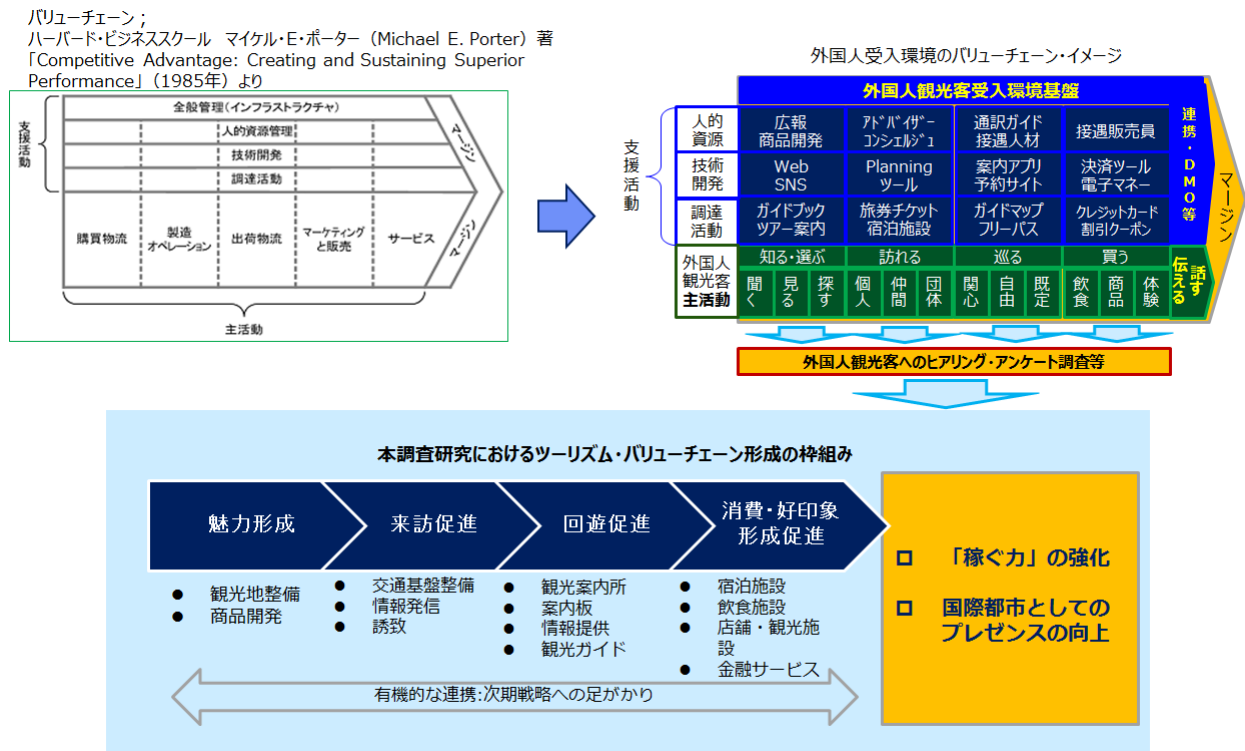 バリューチェーン；
ハーバード・ビジネススクール　マイケル・E・ポーター（Michael E. Porter）著
「Competitive Advantage: Creating and Sustaining Superior
Performance」（1985年）より
支援活動
全般管理(インフラストラクチャ)
人的資源管理
技術開発
調達活動
マージン
購買物流
製造
オペレーション
出荷物流
マーケティング
と販売
サービス
マージン
主活動
外国人受入環境のバリューチェーン・イメージ
支援活動
外国人観光客受入環境基盤
人的
資源
広報
商品開発
ｱﾄﾞﾊﾞｲｻﾞｰ
ｺﾝｼｪﾙｼﾞｭ
通訳ガイド
接遇人材
接遇販売員
技術
開発
Web
SNS
Planning
ツール
案内アプリ
予約サイト
決済ツール
電子マネー
調達
活動
ガイドブック
ツアー案内
旅券チケット
宿泊施設
ガイドマップ
フリーパス
クレジットカード
割引クーポン
連携・DMO等
マージン
外国人
観光客
主活動
知る・選ぶ
訪れる
巡る
買う
聞く
見る
探す
個人
仲間
団体
関心
自由
既定
飲食
商品
体験
話す
伝える
外国人観光客へのヒアリング・アンケート調査等
本調査研究におけるツーリズム・バリューチェーン形成の枠組み
魅力形成
来訪促進
回遊促進
消費・好印象
形成促進
● 観光地整備
● 商品開発
● 交通基盤整備
● 情報発信
● 誘致
● 観光案内所
● 案内板
● 情報提供
● 観光ガイド
● 宿泊施設
● 飲食施設
● 店舗・観光施
設
● 金融サービス
有機的な連携:次期戦略への足がかり
「稼ぐ力」の強化
国際都市としての
プレゼンスの向上